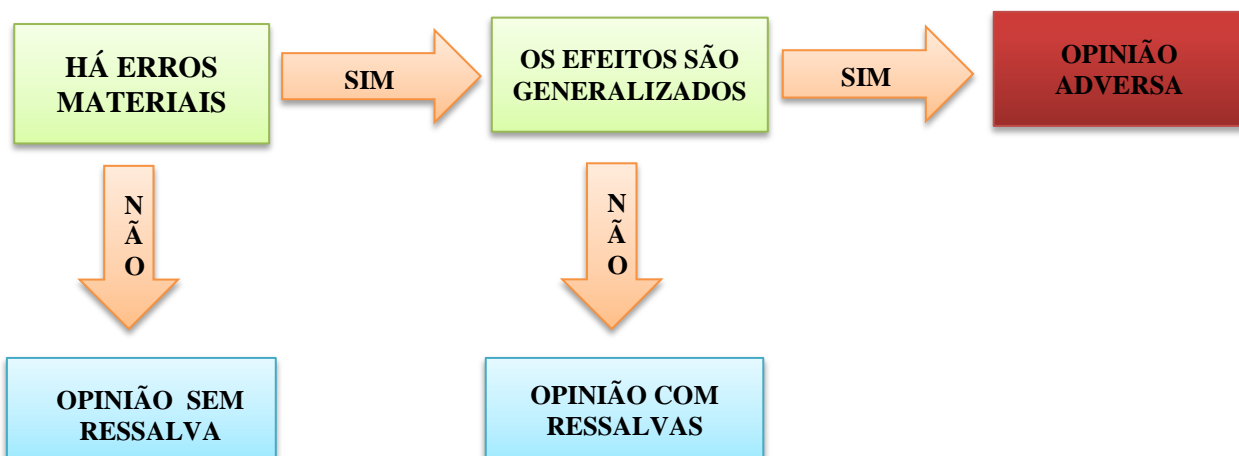 HÁ ERROS
MATERIAIS
SIM
OS EFEITOS SÃO
GENERALIZADOS
SIM
OPINIÃO
ADVERSA
N
Ã
O
N
Ã
O
OPINIÃO SEM
RESSALVA
OPINIÃO COM
RESSALVAS